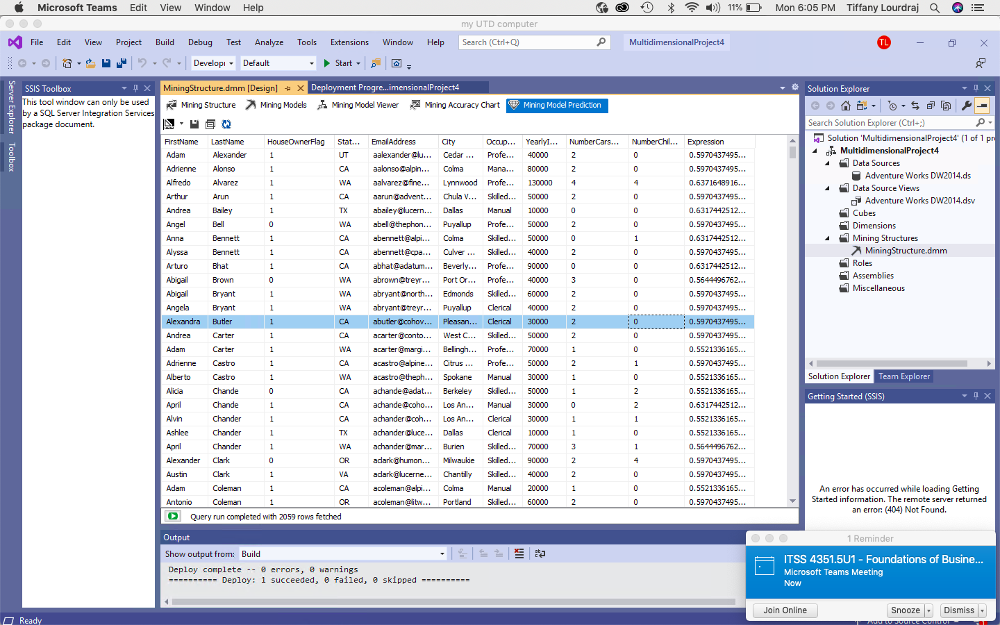 Microsoft Teams Edit View Window Help 11% Mon 6:05 PM Tiffany Lourdraj
my UTD computer
File Edit View Project Build Debug Test Analyze Tools Extensions Window Help Search (Ctrl+Q) MultidimensionalProject4 TL
Developi Default Start
Server Explorer
Toolbox
SSIS Toolbox
This tool window can only be used
by a SQL Server Integration Services
package document.
MiningStructure.dmm [Design] Deployment Progre...imensionalProject4
Mining Structure Mining Models Mining Model Viewer Mining Accuracy Chart Mining Model Prediction
FirstName LastName HouseOwnerFlag Stat... EmailAddress City Occup... YearlyI... NumberCars... NumberChil... Expression
Adam Alexander 1 UT aalexander@lu... Cedar ... Profe... 40000 2 0 0.5970437495...
Adrienne Alonso 1 CA aalonso@alpin... Colma Mana... 80000 2 0 0.5970437495...
Alfredo Alvarez 1 WA aalvarez@fine... Lynnwood Profe... 130000 4 4 0.6371648916...
Arthur Arun 1 CA aarun@advent... Chula V... Skilled... 50000 2 0 0.5970437495...
Andrea Bailey 1 TX abailey@lucern... Dallas Manual 10000 0 0 0.6317442512...
Angel Bell 0 WA abell@thephon... Puyallup Profe... 50000 2 0 0.5970437495...
Anna Bennett 1 CA abennett@alpi... Colma Skilled... 50000 0 1 0.6317442512...
Alyssa Bennett 1 CA abennett@cpa... Culver ... Skilled... 40000 2 0 0.5970437495...
Arturo Bhat 1 CA abhat@adatum... Beverly... Profe... 90000 0 0 0.6317442512...
Abigail Brown 0 WA abrown@treyr... Port Or... Profe... 40000 3 0 0.5644496762...
Abigail Bryant 1 WA abryant@north... Edmonds Skilled... 60000 2 0 0.5970437495...
Angela Bryant 1 WA abryant@treyr... Puyallup Clerical 40000 2 0 0.5970437495...
Alexandra Butler 1 CA abutler@cohov... Pleasan... Clerical 30000 2 0 0.5970437495...
Andrea Carter 1 CA acarter@conto... West C... Skilled... 50000 2 0 0.5970437495...
Adam Carter 1 WA acarter@margi... Bellingh... Profe... 70000 1 0 0.5521336165...
Adrienne Castro 1 CA acastro@alpine... Citrus ... Profe... 50000 2 1 0.5970437495...
Alberto Castro 1 WA acastro@theph... Spokane Manual 30000 1 0 0.5521336165...
Alicia Chande 0 CA achande@adat... Berkeley Skilled... 50000 1 2 0.5521336165...
April Chande 1 CA achande@coho... Los An... Manual 30000 0 2 0.6317442512...
Alvin Chander 1 CA achander@coh... Los An... Clerical 30000 1 1 0.5521336165...
Ashlee Chander 1 TX achander@luce... Dallas Clerical 10000 1 0 0.5521336165...
April Chander 1 WA achander@mar... Burien Skilled... 70000 3 1 0.5644496762...
Alexander Clark 0 OR aclark@humon... Milwaukie Skilled... 90000 2 4 0.5970437495...
Austin Clark 1 VA aclark@lucerne... Chantilly Skilled... 40000 2 0 0.5970437495...
Adam Coleman 1 CA acoleman@alpi... Colma Manual 20000 1 0 0.5521336165...
Antonio Coleman 1 OR acoleman@litw... Portland Skilled... 60000 2 0 0.5970437495...
Query run completed with 2059 rows fetched
Output
Show output from: Build
Deploy complete -- 0 errors, 0 warnings
========== Deploy: 1 succeeded, 0 failed, 0 skipped ==========
Solution Explorer
Search Solution Explorer (Ctrl+;)
Solution 'MultidimensionalProject4' (1 of 1 pr
MultidimensionalProject4
Data Sources
Adventure Works DW2014.ds
Data Source Views
Adventure Works DW2014.dsv
Cubes
Dimensions
Mining Structures
MiningStructure.dmm
Roles
Assemblies
Miscellaneous
Solution Explorer Team Explorer
Getting Started (SSIS)
An error has occurred while loading Getting
Started information. The remote server returned
an error: (404) Not Found.
1 Reminder
ITSS 4351.5U1 - Foundations of Busine...
Microsoft Teams Meeting
Now
Join Online Snooze Dismiss
Ready Add to Source Control